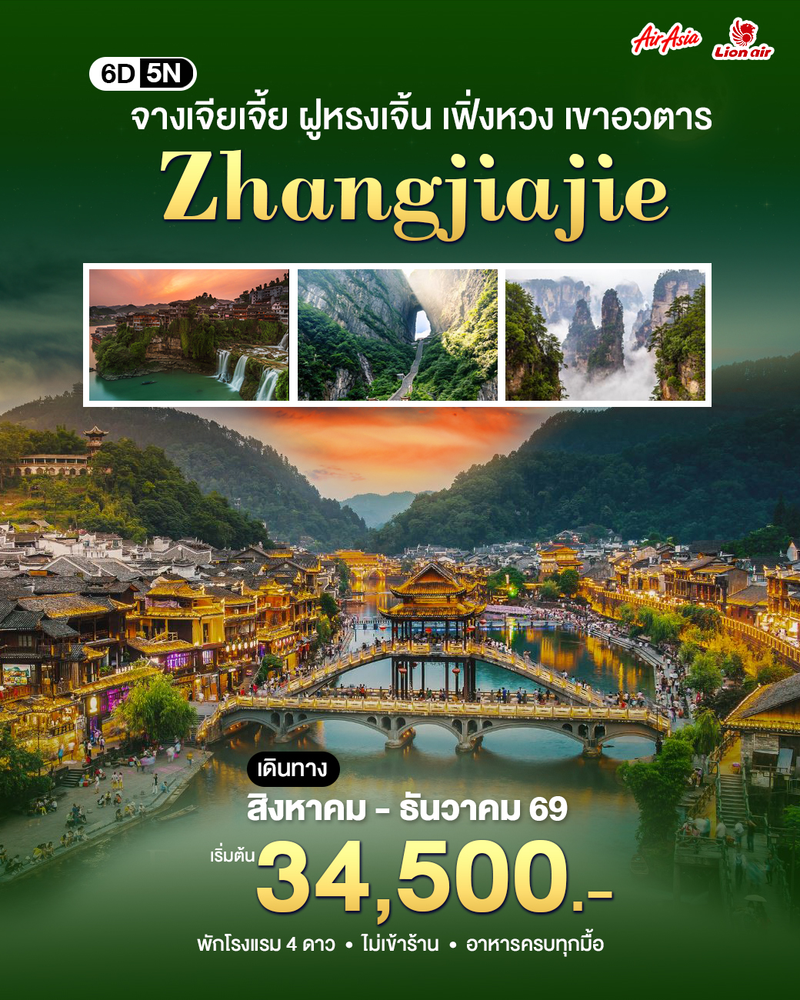 AirAsia
Lion air
6D 5N
จางเจียเจี้ย ฝูหรงเจิ้น เฟิ่งหวง เขาอวตาร
Zhangjiajie
เดินทาง
สิงหาคม - ธันวาคม 69
เริ่มต้น 34,500.-
พักโรงแรม 4 ดาว • ไม่เข้าร้าน • อาหารครบทุกมื้อ